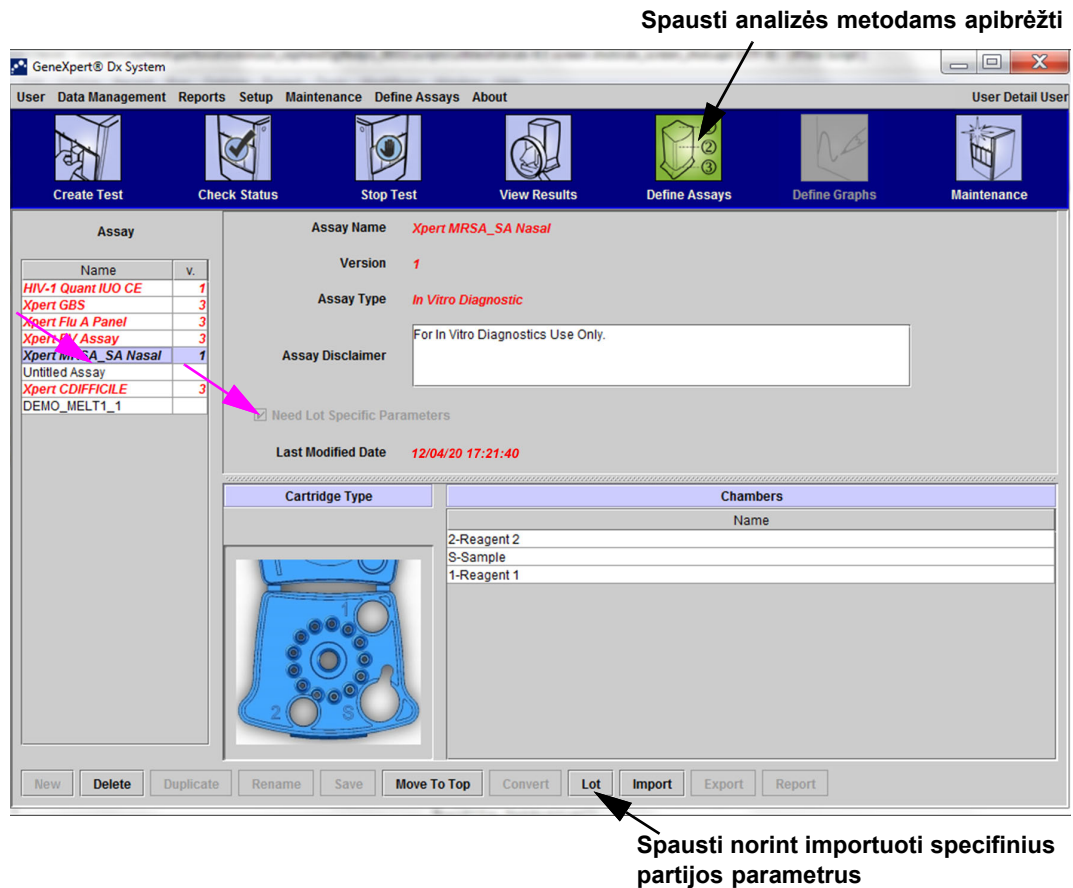 Spausti analizės metodams apibrėžti
GeneXpert® Dx System
User Data Management Reports Setup Maintenance Define Assays About User Detail User
Create Test Check Status Stop Test View Results Define Assays Define Graphs Maintenance
Assay
Name v.
HIV-1 Quant IUO CE 1
Xpert GBS 3
Xpert Flu A Panel 3
Xpert Assay 3
Xpert MRSA_SA Nasal 1
Untitled Assay
Xpert CDIFFICILE 3
DEMO_MELT1_1
Assay Name Xpert MRSA_SA Nasal
Version 1
Assay Type In Vitro Diagnostic
Assay Disclaimer For In Vitro Diagnostics Use Only.
Need Lot Specific Parameters
Last Modified Date 12/04/20 17:21:40
Cartridge Type
Chambers
Name
2-Reagent 2
S-Sample
1-Reagent 1
1
2 S
New Delete Duplicate Rename Save Move To Top Convert Lot Import Export Report
Spausti norint importuoti specifinius
partijos parametrus